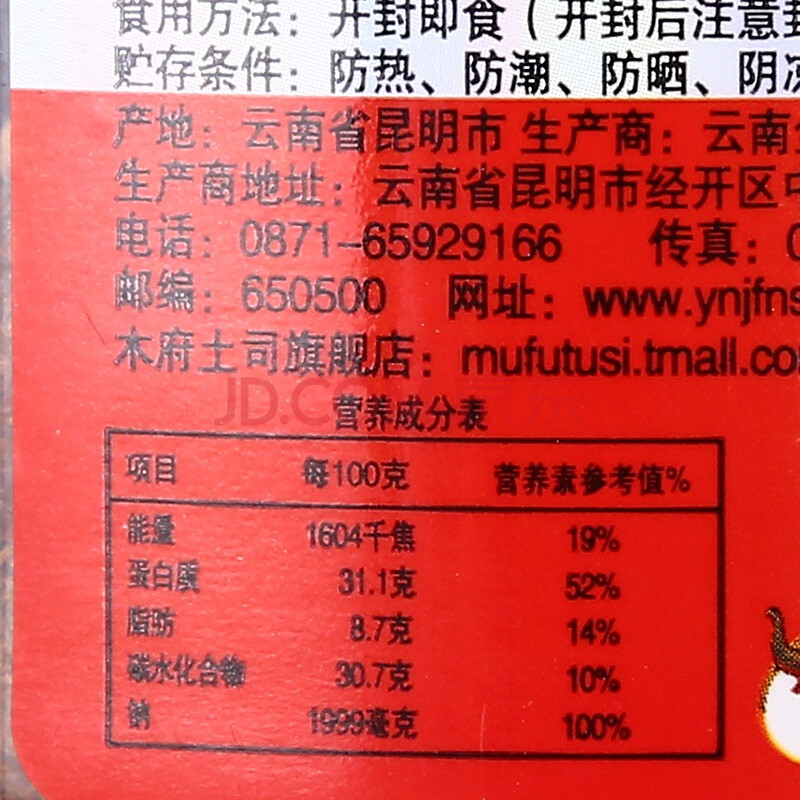 食用方法：开封即食（开封后注意
贮存条件：防热、防潮、防晒、阴
产地：云南省昆明市 生产商：云南
生产商地址：云南省昆明市经开区
电话：0871-65929166 传真：
邮编：650500 网址：www.ynjfns
木府土司旗舰店：mufutusi.tmall.co
营养成分表
项目 每100克 营养素参考值%
能量 1604千焦 19%
蛋白质 31.1克 52%
脂肪 8.7克 14%
碳水化合物 30.7克 10%
钠 1999毫克 100%